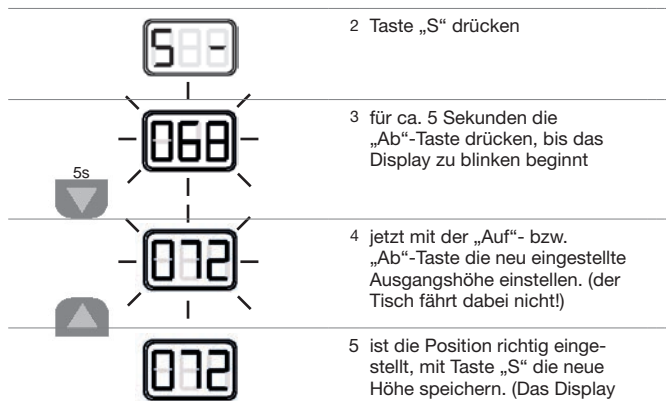 S -
2 Taste „S“ drücken
068
3 für ca. 5 Sekunden die
„Ab“-Taste drücken, bis das
Display zu blinken beginnt
5s
072
4 jetzt mit der „Auf“- bzw.
„Ab“-Taste die neu eingestellte
Ausgangshöhe einstellen. (der
Tisch fährt dabei nicht!)
072
5 ist die Position richtig einge-
stellt, mit Taste „S“ die neue
Höhe speichern. (Das Display